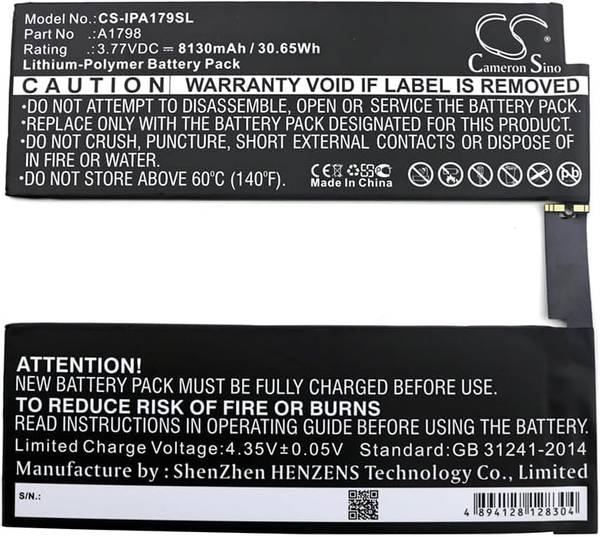 Model No. :CS-IPA179SL
Part No :A1798
Rating :3.77VDC⎓8130mAh / 30.65Wh
Lithium-Polymer Battery Pack
CS
Cameron Sino
CAUTION WARRANTY VOID IF LABEL IS REMOVED
•DO NOT ATTEMPT TO DISASSEMBLE, OPEN OR SERVICE THE BATTERY PACK.
•REPLACE WITH A BATTERY PACK DESIGNATED FOR THIS DEVICE.
•DO NOT CRUSH, PUNCTURE, SHORT EXTERNAL CONTACTS OR DISPOSE OF
IN FIRE OR WATER.
•DO NOT STORE ABOVE 60°C (140°F)
CE
Made In China
Pb
ATTENTION!
NEW BATTERY PACK MUST BE FULLY CHARGED BEFORE USE.
TO REDUCE RISK OF FIRE OR BURNS
READ INSTRUCTIONS IN OPERATING GUIDE BEFORE USING THE BATTERY.
Limited Charge Voltage:4.35V±0.05V Standard:GB 31241-2014
Manufacture by : ShenZhen HENZENS Technology Co., Limited
S/N.:
4 894128 128304